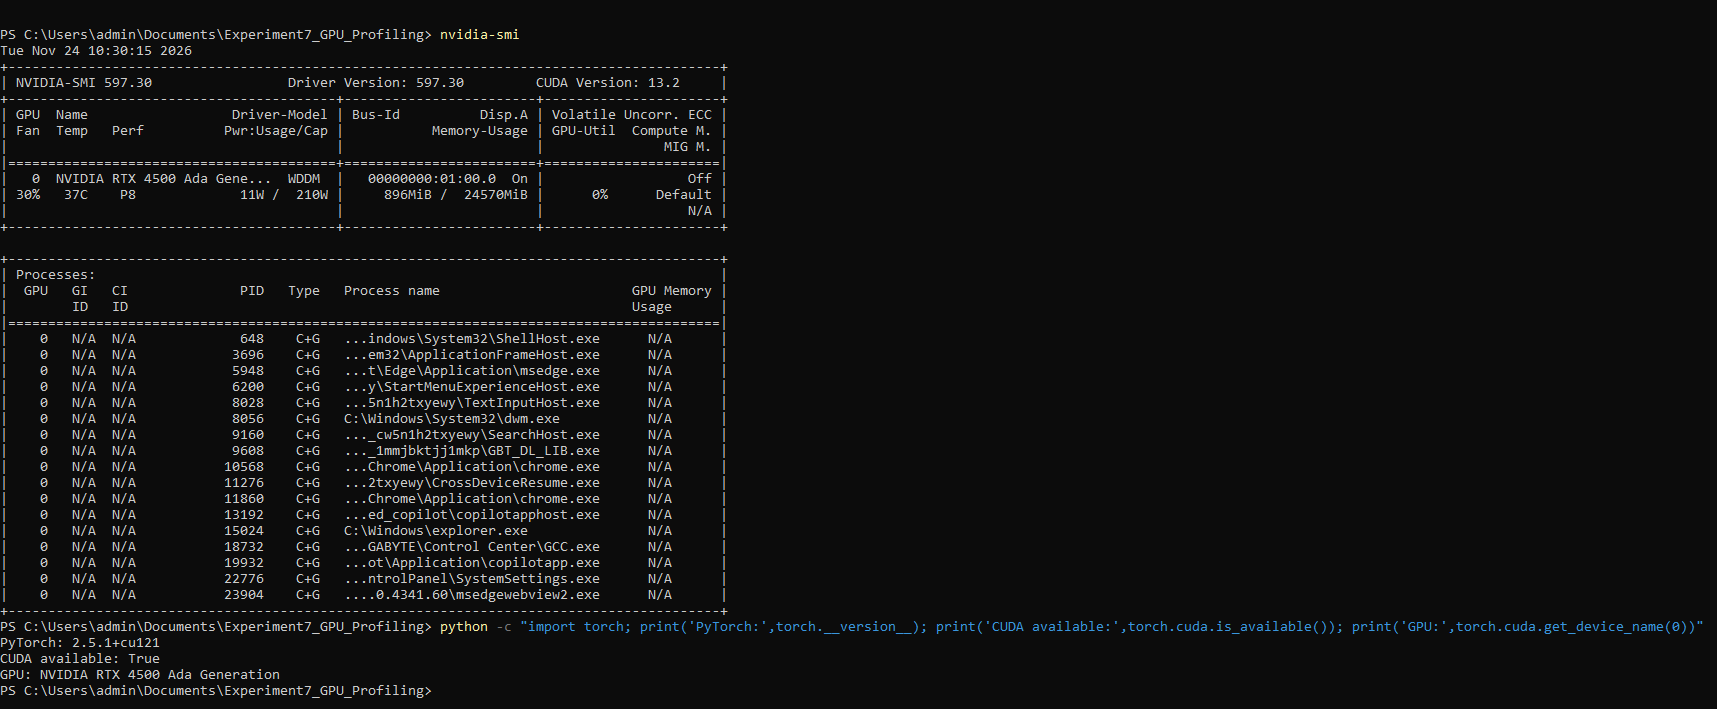 PS C:\Users\admin\Documents\Experiment7_GPU_Profiling> nvidia-smi
Tue Nov 24 10:30:15 2026
+-----------------------------------------------------------------------------------------+
| NVIDIA-SMI 597.30                 Driver Version: 597.30         CUDA Version: 13.2     |
+-----------------------------------------+------------------------+----------------------+
| GPU  Name                  Driver-Model | Bus-Id          Disp.A | Volatile Uncorr. ECC |
| Fan  Temp   Perf          Pwr:Usage/Cap |           Memory-Usage | GPU-Util  Compute M. |
|                                         |                        |               MIG M. |
|=========================================+========================+======================|
|   0  NVIDIA RTX 4500 Ada Gene...  WDDM  |   00000000:01:00.0  On |                  Off |
| 30%   37C    P8             11W /  210W |     896MiB /  24570MiB |      0%      Default |
|                                         |                        |                  N/A |
+-----------------------------------------+------------------------+----------------------+

+-----------------------------------------------------------------------------------------+
| Processes:                                                                              |
|  GPU   GI   CI              PID   Type   Process name                        GPU Memory |
|        ID   ID                                                               Usage      |
|=========================================================================================|
|    0   N/A  N/A             648    C+G   ...indows\System32\ShellHost.exe      N/A      |
|    0   N/A  N/A            3696    C+G   ...em32\ApplicationFrameHost.exe      N/A      |
|    0   N/A  N/A            5948    C+G   ...t\Edge\Application\msedge.exe      N/A      |
|    0   N/A  N/A            6200    C+G   ...y\StartMenuExperienceHost.exe      N/A      |
|    0   N/A  N/A            8028    C+G   ...5n1h2txyewy\TextInputHost.exe      N/A      |
|    0   N/A  N/A            8056    C+G   C:\Windows\System32\dwm.exe           N/A      |
|    0   N/A  N/A            9160    C+G   ..._cw5n1h2txyewy\SearchHost.exe      N/A      |
|    0   N/A  N/A            9608    C+G   ..._1mmjbktjj1mkp\GBT_DL_LIB.exe      N/A      |
|    0   N/A  N/A           10568    C+G   ...Chrome\Application\chrome.exe      N/A      |
|    0   N/A  N/A           11276    C+G   ...2txyewy\CrossDeviceResume.exe      N/A      |
|    0   N/A  N/A           11860    C+G   ...Chrome\Application\chrome.exe      N/A      |
|    0   N/A  N/A           13192    C+G   ...ed_copilot\copilotapphost.exe      N/A      |
|    0   N/A  N/A           15024    C+G   C:\Windows\explorer.exe               N/A      |
|    0   N/A  N/A           18732    C+G   ...GABYTE\Control Center\GCC.exe      N/A      |
|    0   N/A  N/A           19932    C+G   ...ot\Application\copilotapp.exe      N/A      |
|    0   N/A  N/A           22776    C+G   ...ntrolPanel\SystemSettings.exe      N/A      |
|    0   N/A  N/A           23904    C+G   ....0.4341.60\msedgewebview2.exe      N/A      |
+-----------------------------------------------------------------------------------------+
PS C:\Users\admin\Documents\Experiment7_GPU_Profiling> python -c "import torch; print('PyTorch:',torch.__version__); print('CUDA available:',torch.cuda.is_available()); print('GPU:',torch.cuda.get_device_name(0))"
PyTorch: 2.5.1+cu121
CUDA available: True
GPU: NVIDIA RTX 4500 Ada Generation
PS C:\Users\admin\Documents\Experiment7_GPU_Profiling>